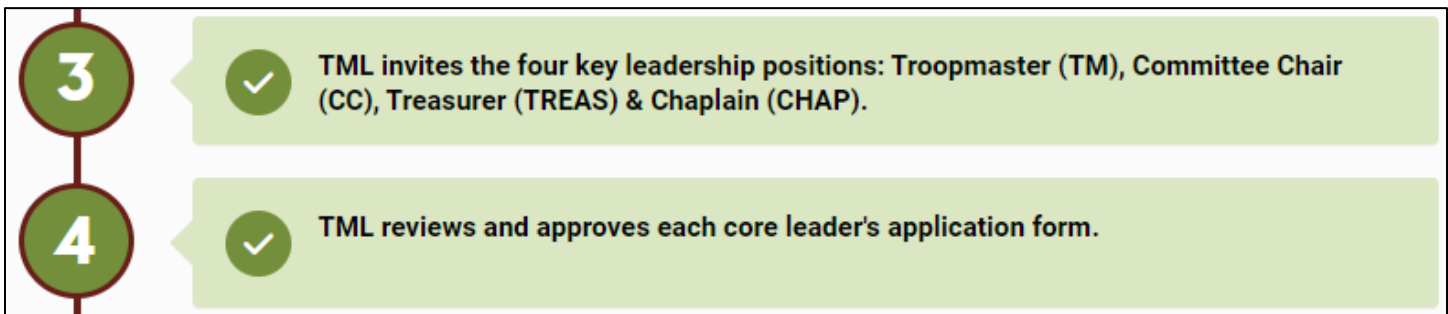 3
TML invites the four key leadership positions: Troopmaster (TM), Committee Chair
(CC), Treasurer (TREAS) & Chaplain (CHAP).
4
TML reviews and approves each core leader's application form.